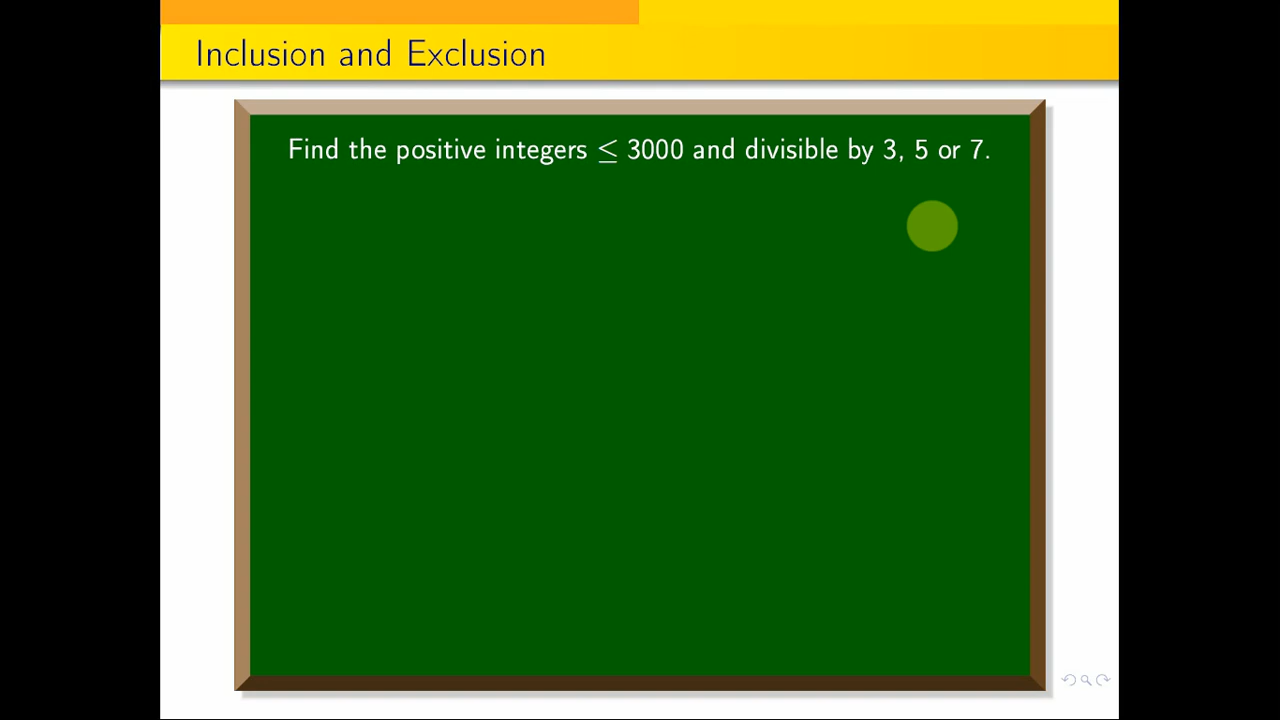 Inclusion and Exclusion
Find the positive integers ≤ 3000 and divisible by 3, 5 or 7.